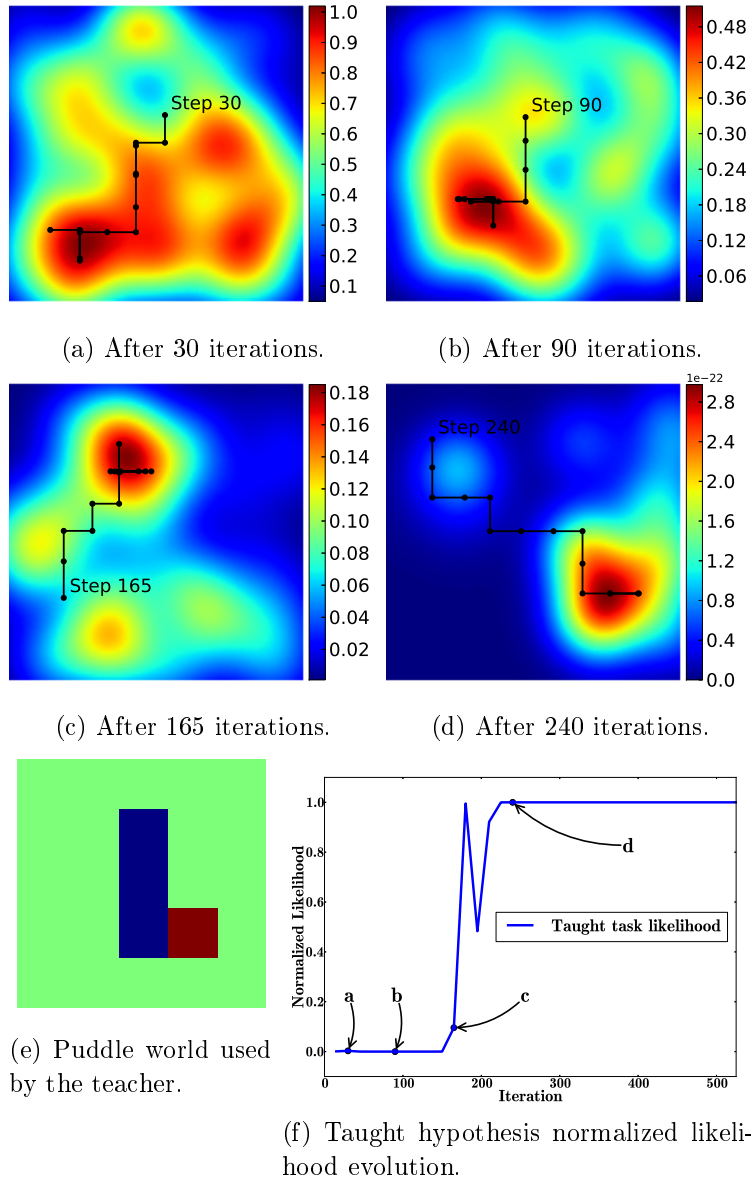 Step 30
1.0
0.9
0.8
0.7
0.6
0.5
0.4
0.3
0.2
0.1
(a) After 30 iterations.
Step 90
0.48
0.42
0.36
0.30
0.24
0.18
0.12
0.06
(b) After 90 iterations.
Step 165
0.18
0.16
0.14
0.12
0.10
0.08
0.06
0.04
0.02
(c) After 165 iterations.
1e−22
Step 240
2.8
2.4
2.0
1.6
1.2
0.8
0.4
0.0
(d) After 240 iterations.
(e) Puddle world used
by the teacher.
Normalized Likelihood
1.0
0.8
0.6
0.4
0.2
0.0
a
b
c
d
Taught task likelihood
0
100
200
300
400
500
Iteration
(f) Taught hypothesis normalized likeli-
hood evolution.